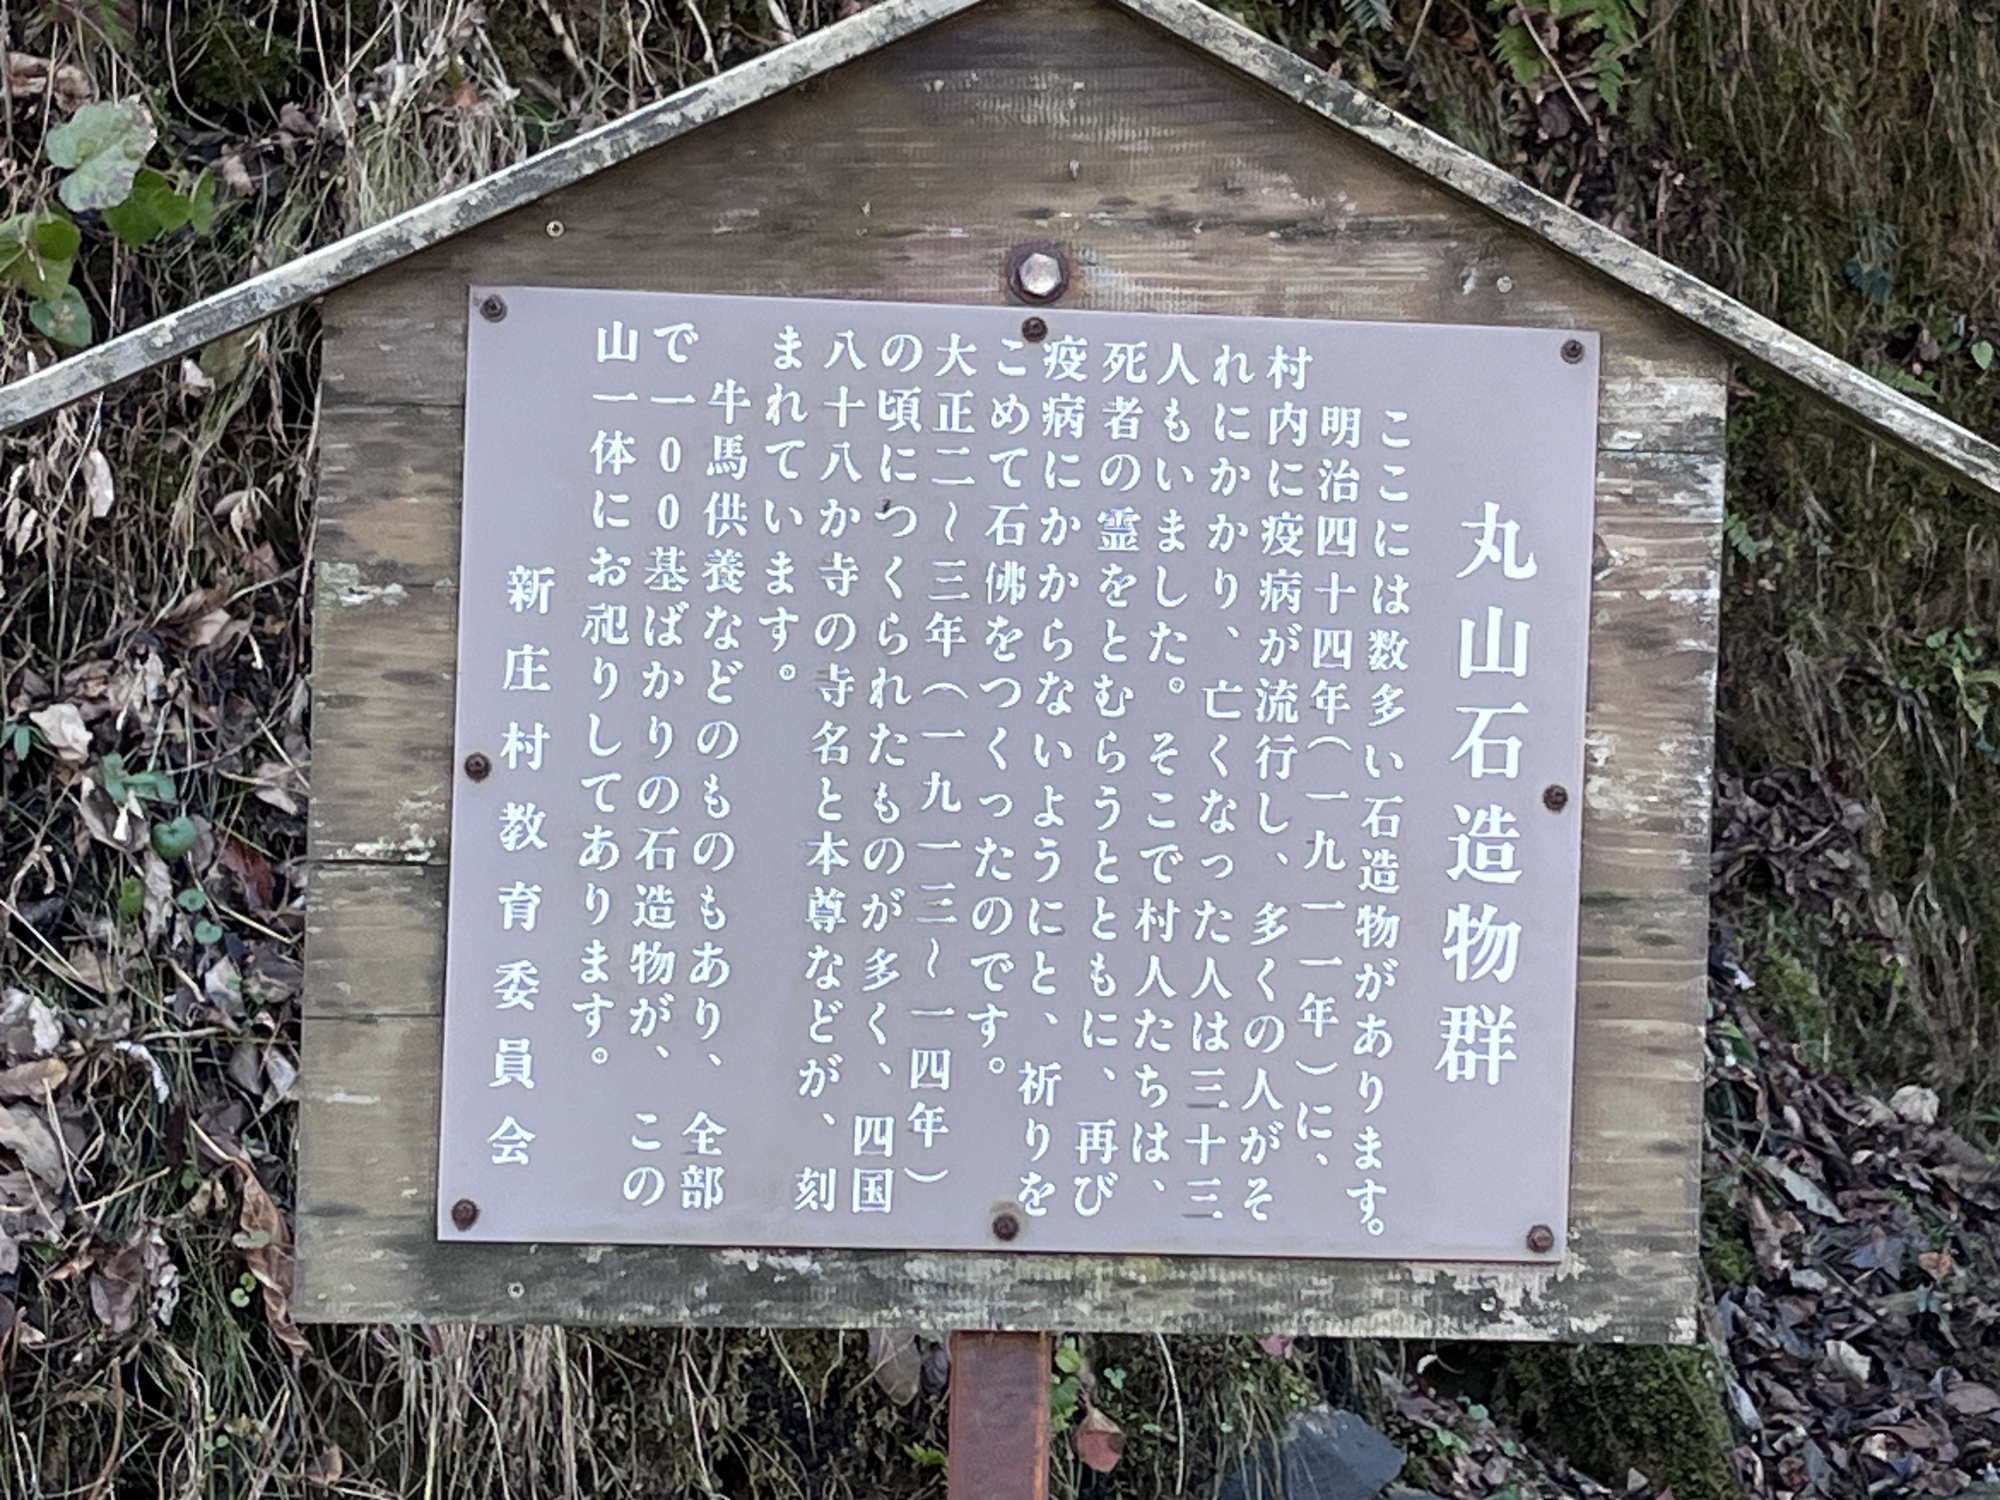 丸山石造物群
ここには数多い石造物があります。
明治四十四年（一九一一年）に、
村内に疫病が流行し、多くの人がそ
れにかかり、亡くなった人は三十三
人もいました。そこで村人たちは、
死者の霊をとむらうとともに、再び
疫病にかからないようにと、祈りを
こめて石佛をつくったのです。
大正二〜三年（一九一三〜一四年）
の頃につくられたものが多く、四国
八十八か寺の寺名と本尊などが、刻
まれています。
牛馬供養などのものもあり、全部
で一００基ばかりの石造物が、この
山一体にお祀りしてあります。
新庄村教育委員会